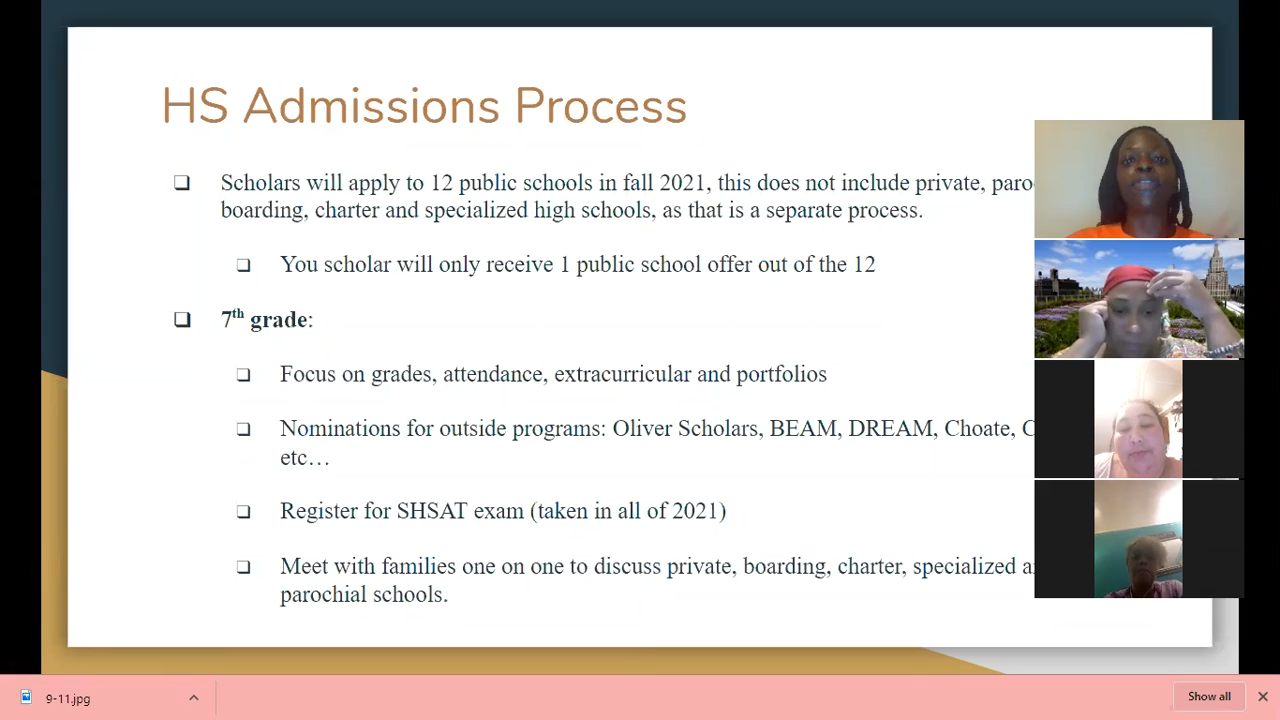 HS Admissions Process
Scholars will apply to 12 public schools in fall 2021, this does not include private,
boarding, charter and specialized high schools, as that is a separate process.
You scholar will only receive 1 public school offer out of the 12
7th grade:
Focus on grades, attendance, extracurricular and portfolios
Nominations for outside programs: Oliver Scholars, BEAM, DREAM, Choate,
etc…
Register for SHSAT exam (taken in all of 2021)
Meet with families one on one to discuss private, boarding, charter, specialized
parochial schools.
9-11.jpg
Show all